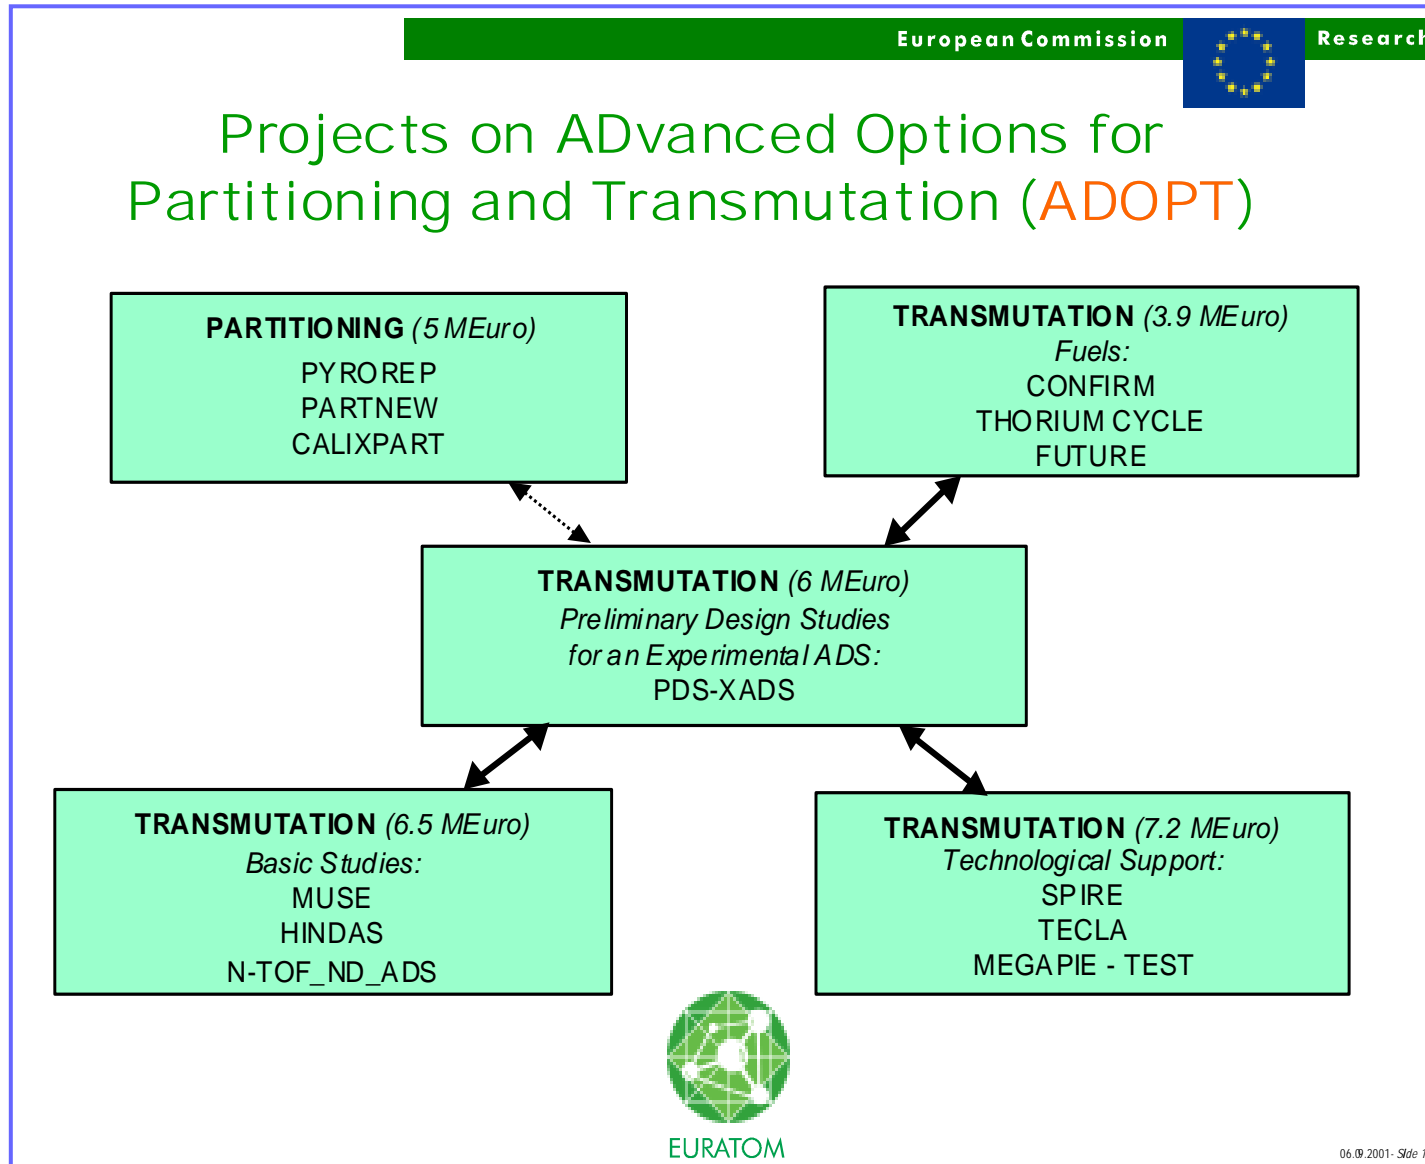 European Commission
Research
Projects on ADvanced Options for
Partitioning and Transmutation (ADOPT)
PARTITIONING (5 MEuro)
PYROREP
PARTNEW
CALIXPART
TRANSMUTATION (3.9 MEuro)
Fuels:
CONFIRM
THORIUM CYCLE
FUTURE
TRANSMUTATION (6 MEuro)
Preliminary Design Studies
for an Experimental ADS:
PDS-XADS
TRANSMUTATION (6.5 MEuro)
Basic Studies:
MUSE
HINDAS
N-TOF_ND_ADS
TRANSMUTATION (7.2 MEuro)
Technological Support:
SPIRE
TECLA
MEGAPIE - TEST
EURATOM
06.09.2001- Slide